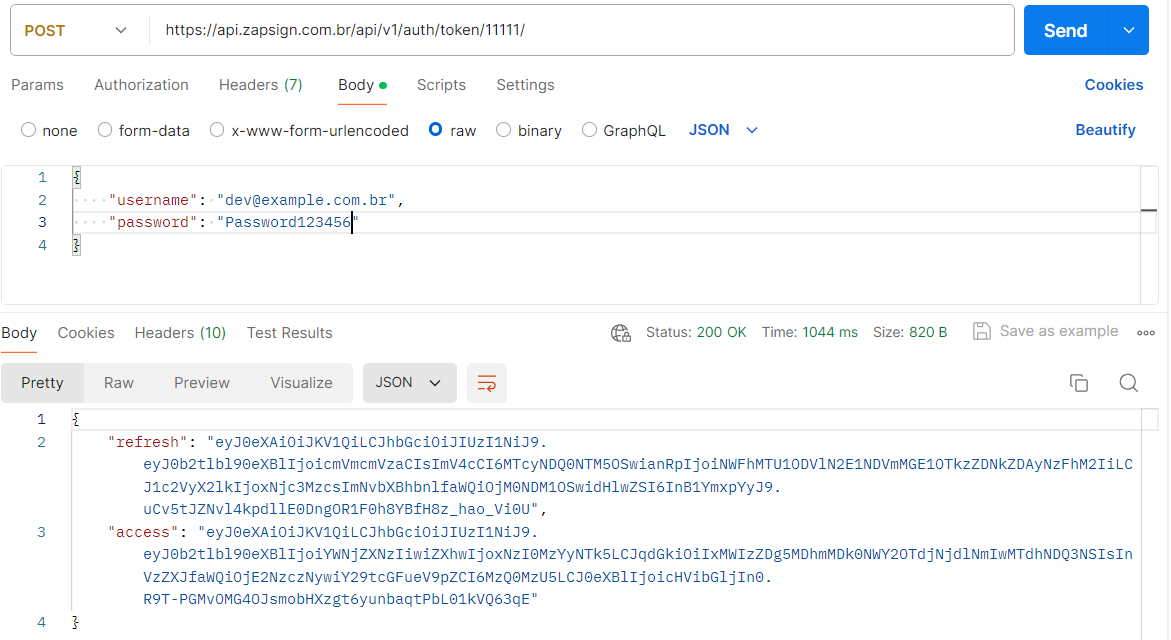 POST https://api.zapsign.com.br/api/v1/auth/token/11111/ Send
Params Authorization Headers (7) Body Scripts Settings Cookies
none form-data x-www-form-urlencoded raw binary GraphQL JSON Beautify
1 {
2 "username": "dev@example.com.br",
3 "password": "Password123456"
4 }
Body Cookies Headers (10) Test Results Status: 200 OK Time: 1044 ms Size: 820 B Save as example
Pretty Raw Preview Visualize JSON
1 {
2 "refresh": "eyJ0eXAiOiJKV1QiLCJhbGciOiJIUzI1NiJ9.
eyJ0b2tlbl90eXBlIjoicmVmcmVzaCIsImV4cCI6MTcyNDQ0NTM5OSwianRpIjoiNWFhMTU1ODVlN2E1NDVmMGE1OTkzZDNkZDAyNzFhM2IiLC
J1c2VyX2lkIjoxNjc3MzcsImNvbXBhbnlfaWQiOjM0NDM1OSwidHlwZSI6InB1YmxpYyJ9.
uCv5tJZNvl4kpdllE0DngOR1F0h8YBfH8z_hao_Vi0U",
3 "access": "eyJ0eXAiOiJKV1QiLCJhbGciOiJIUzI1NiJ9.
eyJ0b2tlbl90eXBlIjoiYWNjZXNzIiwiZXhwIjoxNzI0MzYyNTk5LCJqdGkiOiIxMWIzZDg5MDhmMDk0NWY2OTdjNjdlNmIwMTdhNDQ3NSIsIn
VzZXJfaWQiOjE2NzczNywiY29tcGFueV9pZCI6MzQ0MzU5LCJ0eXBlIjoicHVibGljIn0.
R9T-PGMvOMG4OJsmobHXzgt6yunbaqtPbL01kVQ63qE"
4 }